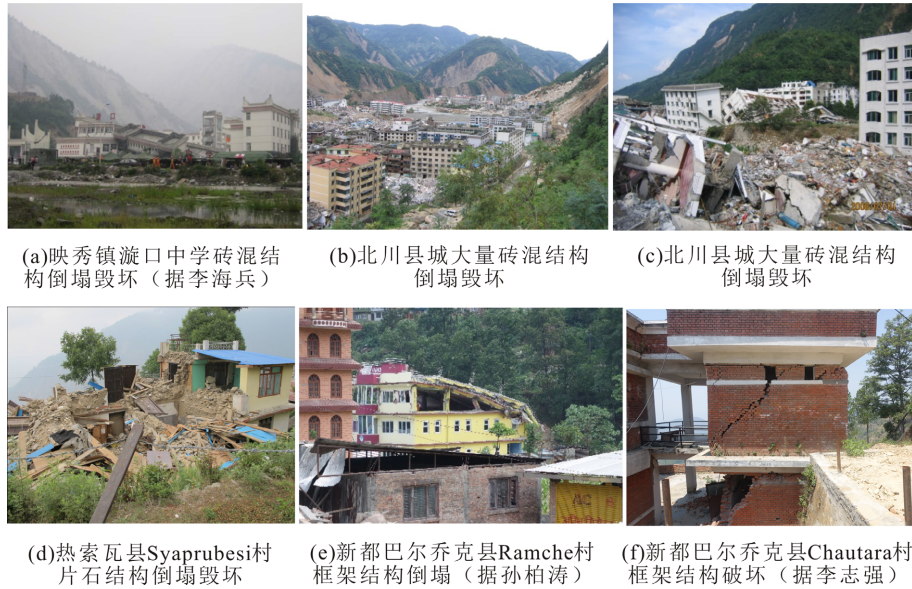 (a)映秀镇漩口中学砖混结
构倒塌毁坏（据李海兵）
(b)北川县城大量砖混结构
倒塌毁坏
(c)北川县城大量砖混结构
倒塌毁坏
(d)热索瓦县Syaprubesi村
片石结构倒塌毁坏
(e)新都巴尔乔克县Ramche村
框架结构倒塌（据孙柏涛）
(f)新都巴尔乔克县Chautara村
框架结构破坏（据李志强）